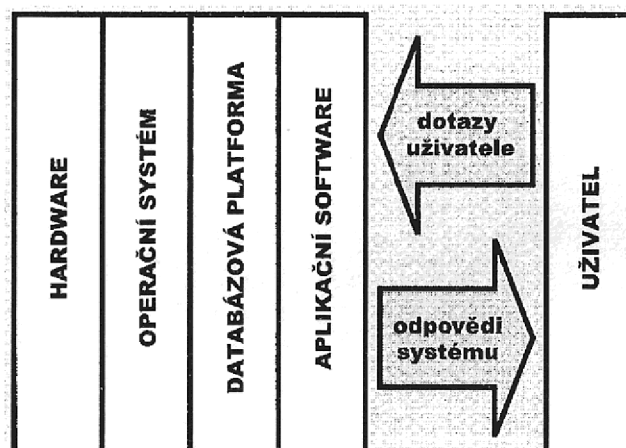 HARDWARE
OPERAČNÍ SYSTÉM
DATABÁZOVÁ PLATFORMA
APLIKAČNÍ SOFTWARE
dotazy
uživatele
odpovědi
systému
UŽIVATEL